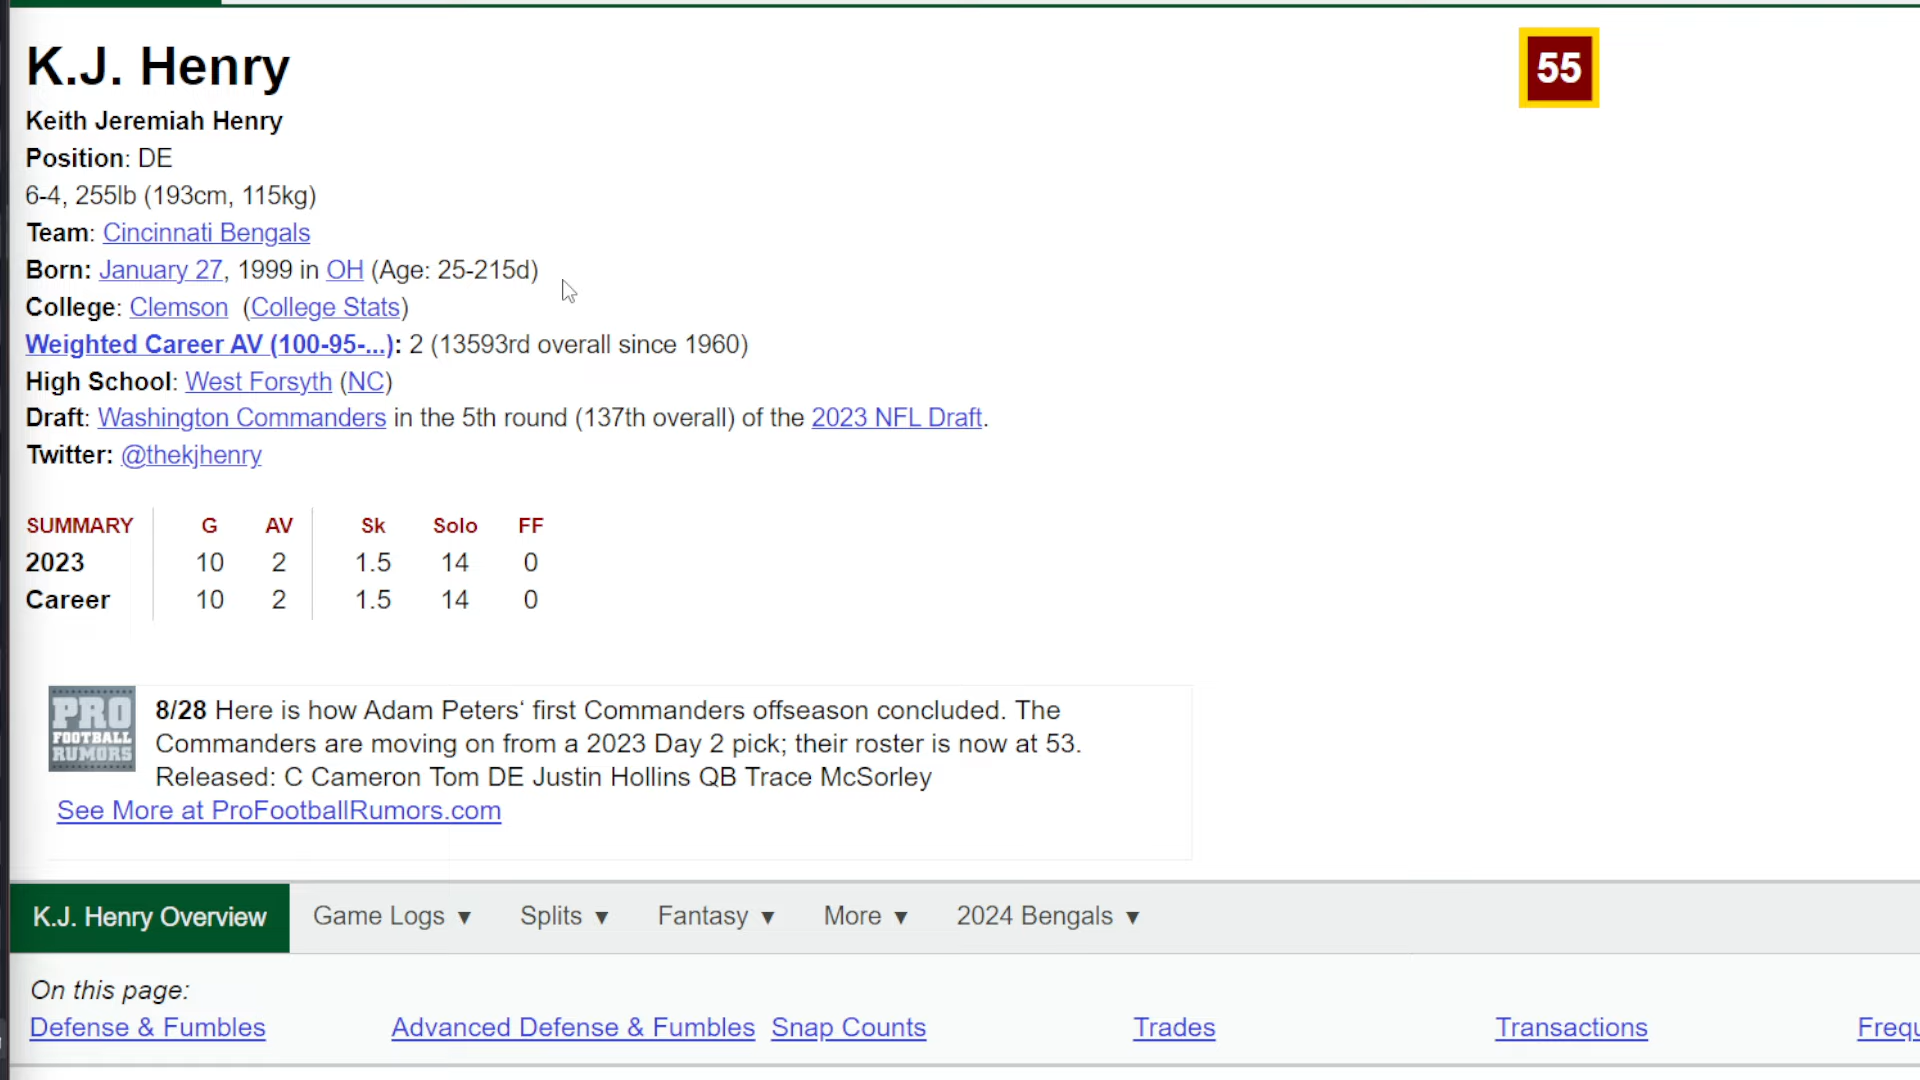 K.J. Henry
55
Keith Jeremiah Henry
Position: DE
6-4, 255lb (193cm, 115kg)
Team: Cincinnati Bengals
Born: January 27, 1999 in OH (Age: 25-215d)
College: Clemson (College Stats)
Weighted Career AV (100-95-...): 2 (13593rd overall since 1960)
High School: West Forsyth (NC)
Draft: Washington Commanders in the 5th round (137th overall) of the 2023 NFL Draft.
Twitter: @thekjhenry
SUMMARY G AV Sk Solo FF
2023 10 2 1.5 14 0
Career 10 2 1.5 14 0
PRO
FOOTBALL
RUMORS
8/28 Here is how Adam Peters‘ first Commanders offseason concluded. The
Commanders are moving on from a 2023 Day 2 pick; their roster is now at 53.
Released: C Cameron Tom DE Justin Hollins QB Trace McSorley
See More at ProFootballRumors.com
K.J. Henry Overview Game Logs ▼ Splits ▼ Fantasy ▼ More ▼ 2024 Bengals ▼
On this page:
Defense & Fumbles Advanced Defense & Fumbles Snap Counts Trades Transactions Frequ